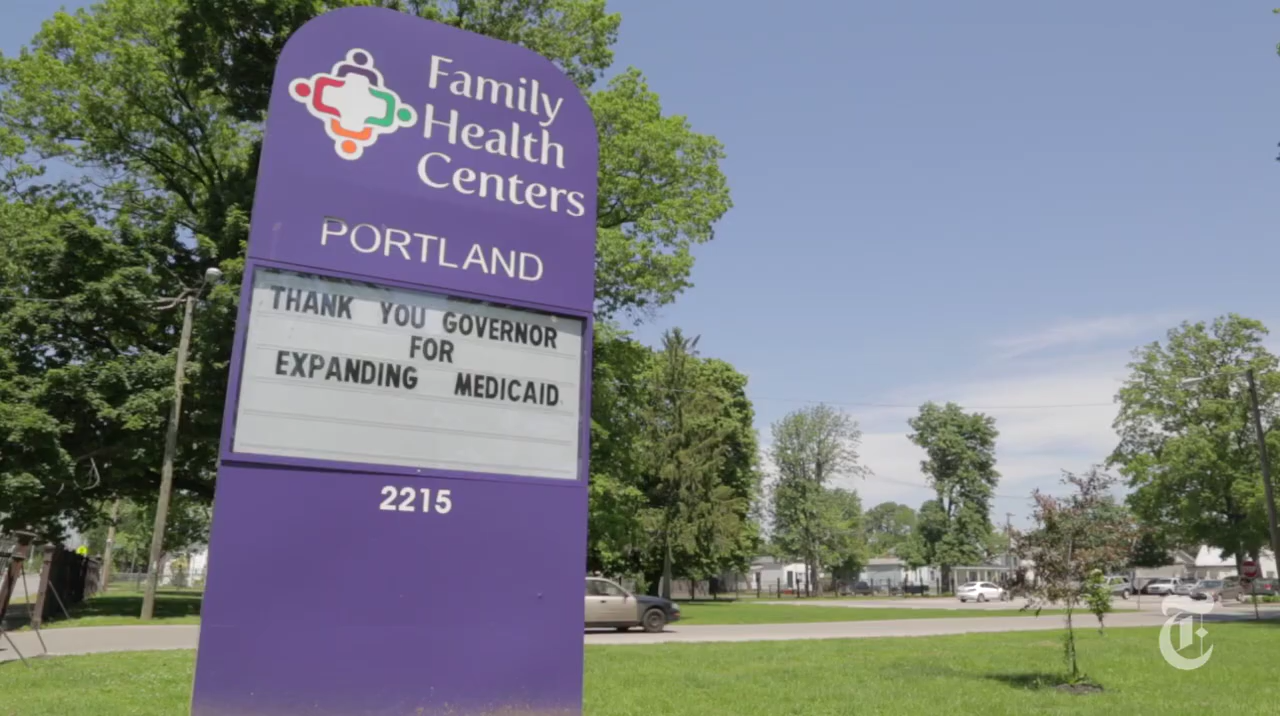 Family
Health
Centers
PORTLAND
THANK YOU GOVERNOR
FOR
EXPANDING MEDICAID
2215
T